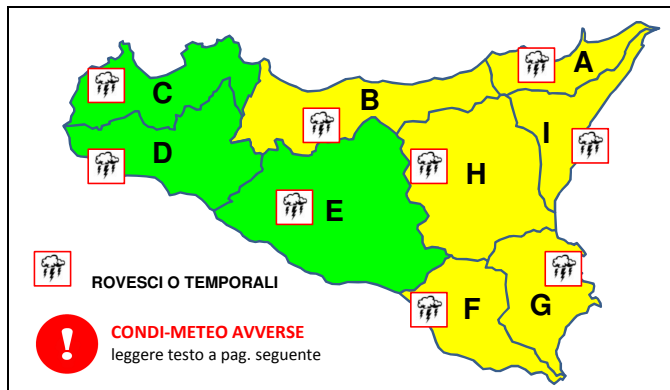 A
C
B
I
D
H
E
F
G
ROVESCI O TEMPORALI
!
CONDI-METEO AVVERSE
leggere testo a pag. seguente